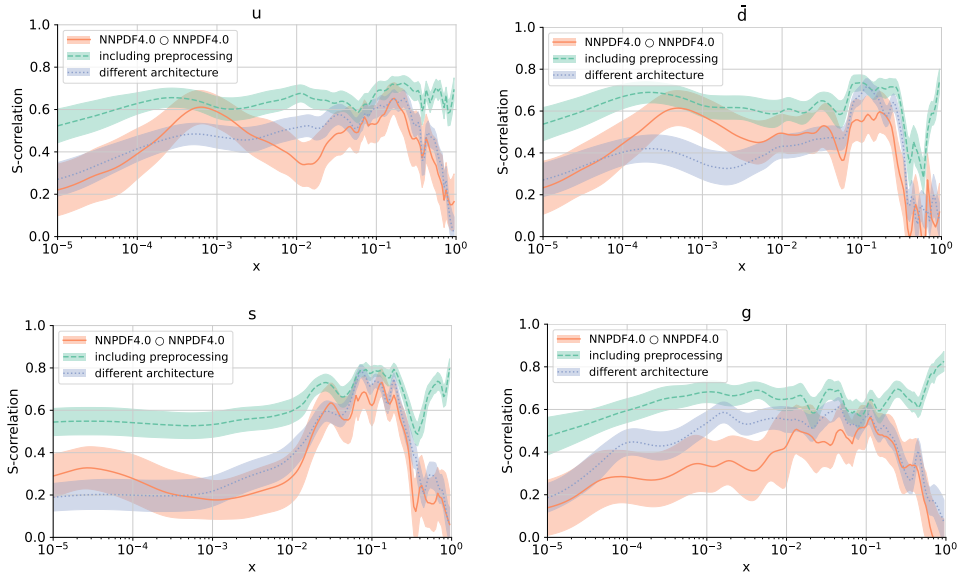 u
S-correlation
1.0
0.8
0.6
0.4
0.2
0.0
NNPDF4.0 ○ NNPDF4.0
including preprocessing
different architecture
10⁻⁵ 10⁻⁴ 10⁻³ 10⁻² 10⁻¹ 10⁰
x
d̄
S-correlation
1.0
0.8
0.6
0.4
0.2
0.0
NNPDF4.0 ○ NNPDF4.0
including preprocessing
different architecture
10⁻⁵ 10⁻⁴ 10⁻³ 10⁻² 10⁻¹ 10⁰
x
s
S-correlation
1.0
0.8
0.6
0.4
0.2
0.0
NNPDF4.0 ○ NNPDF4.0
including preprocessing
different architecture
10⁻⁵ 10⁻⁴ 10⁻³ 10⁻² 10⁻¹ 10⁰
x
g
S-correlation
1.0
0.8
0.6
0.4
0.2
0.0
NNPDF4.0 ○ NNPDF4.0
including preprocessing
different architecture
10⁻⁵ 10⁻⁴ 10⁻³ 10⁻² 10⁻¹ 10⁰
x